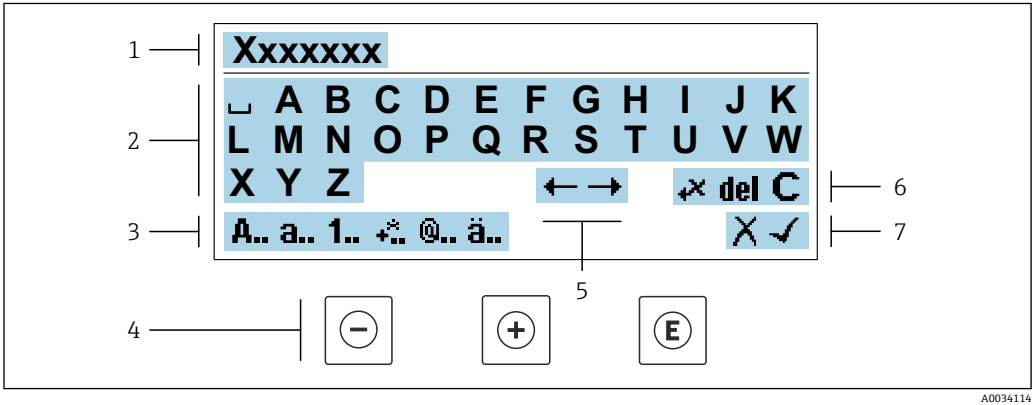 1 Xxxxxxx
␣ A B C D E F G H I J K
2 L M N O P Q R S T U V W
X Y Z ← → del C 6
3 A.. a.. 1.. +*.. @.. ä.. X ✓ 7
5
4 − + E
A0034114